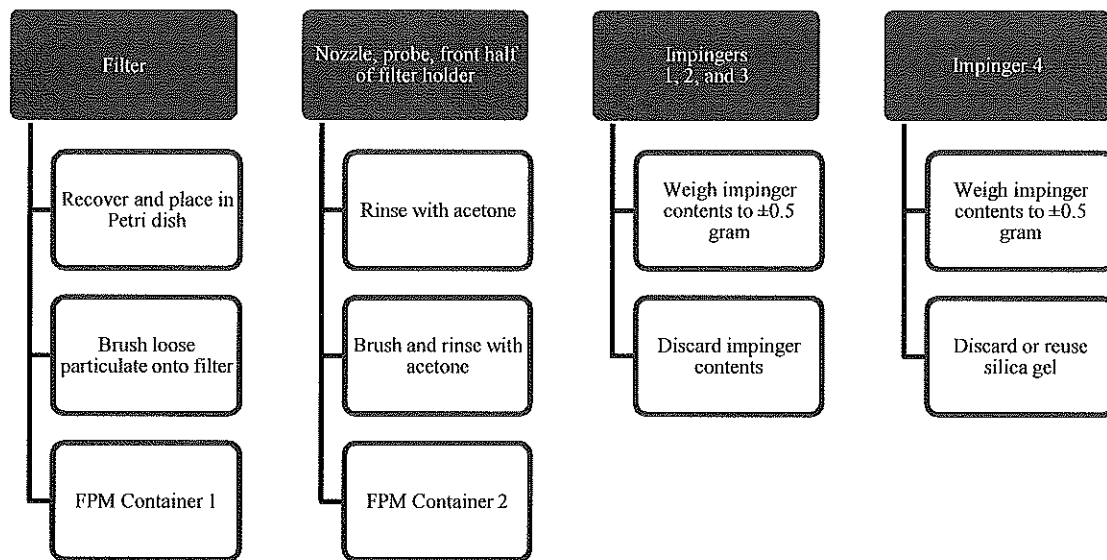 Filter
Recover and place in
Petri dish
Brush loose
particulate onto filter
FPM Container 1
Nozzle, probe, front half
of filter holder
Rinse with acetone
Brush and rinse with
acetone
FPM Container 2
Impingers
1, 2, and 3
Weigh impinger
contents to ±0.5
gram
Discard impinger
contents
Impinger 4
Weigh impinger
contents to ±0.5
gram
Discard or reuse
silica gel